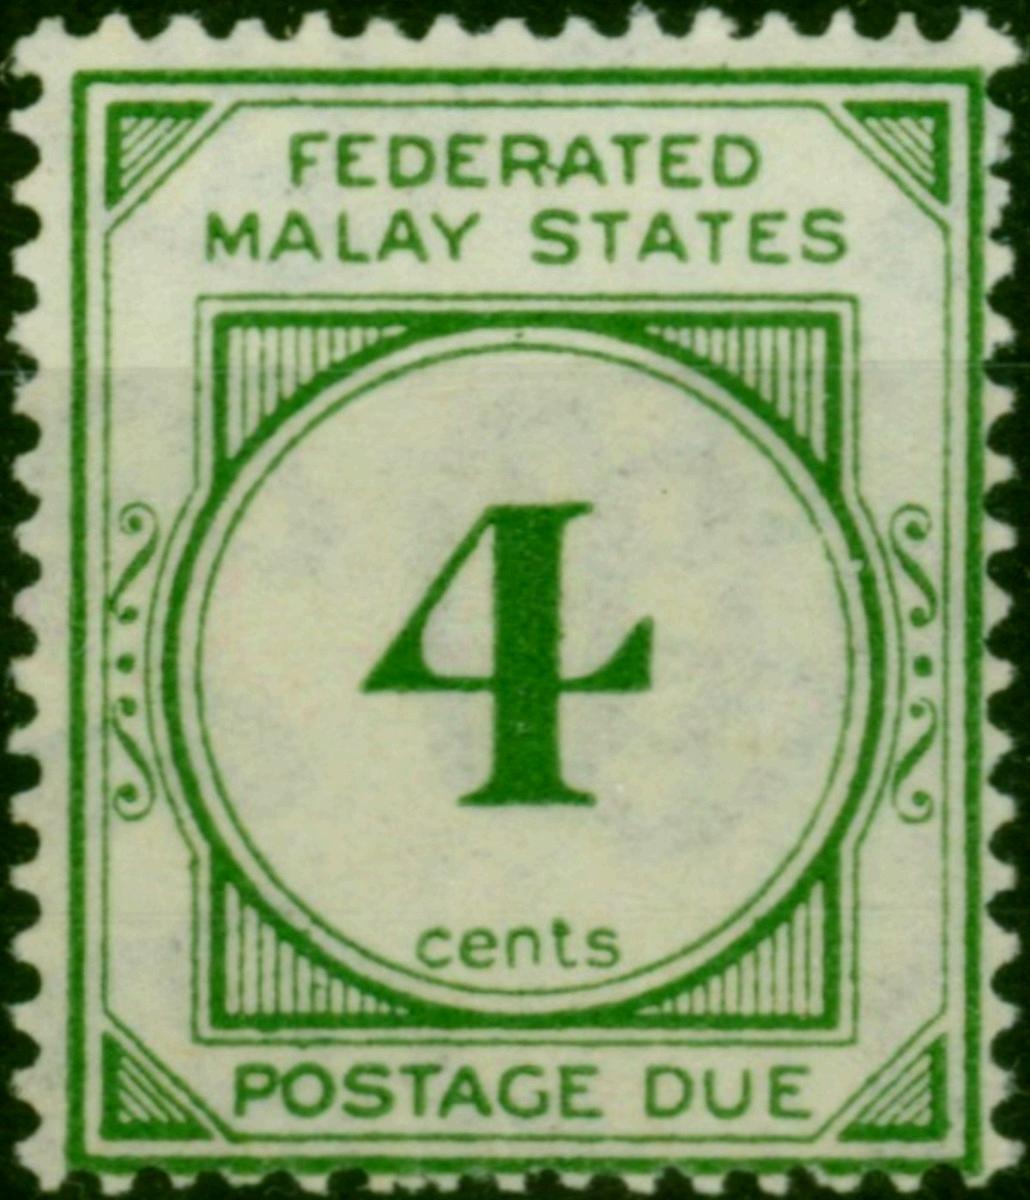 FEDERATED
MALAY STATES
4
cents
POSTAGE DUE